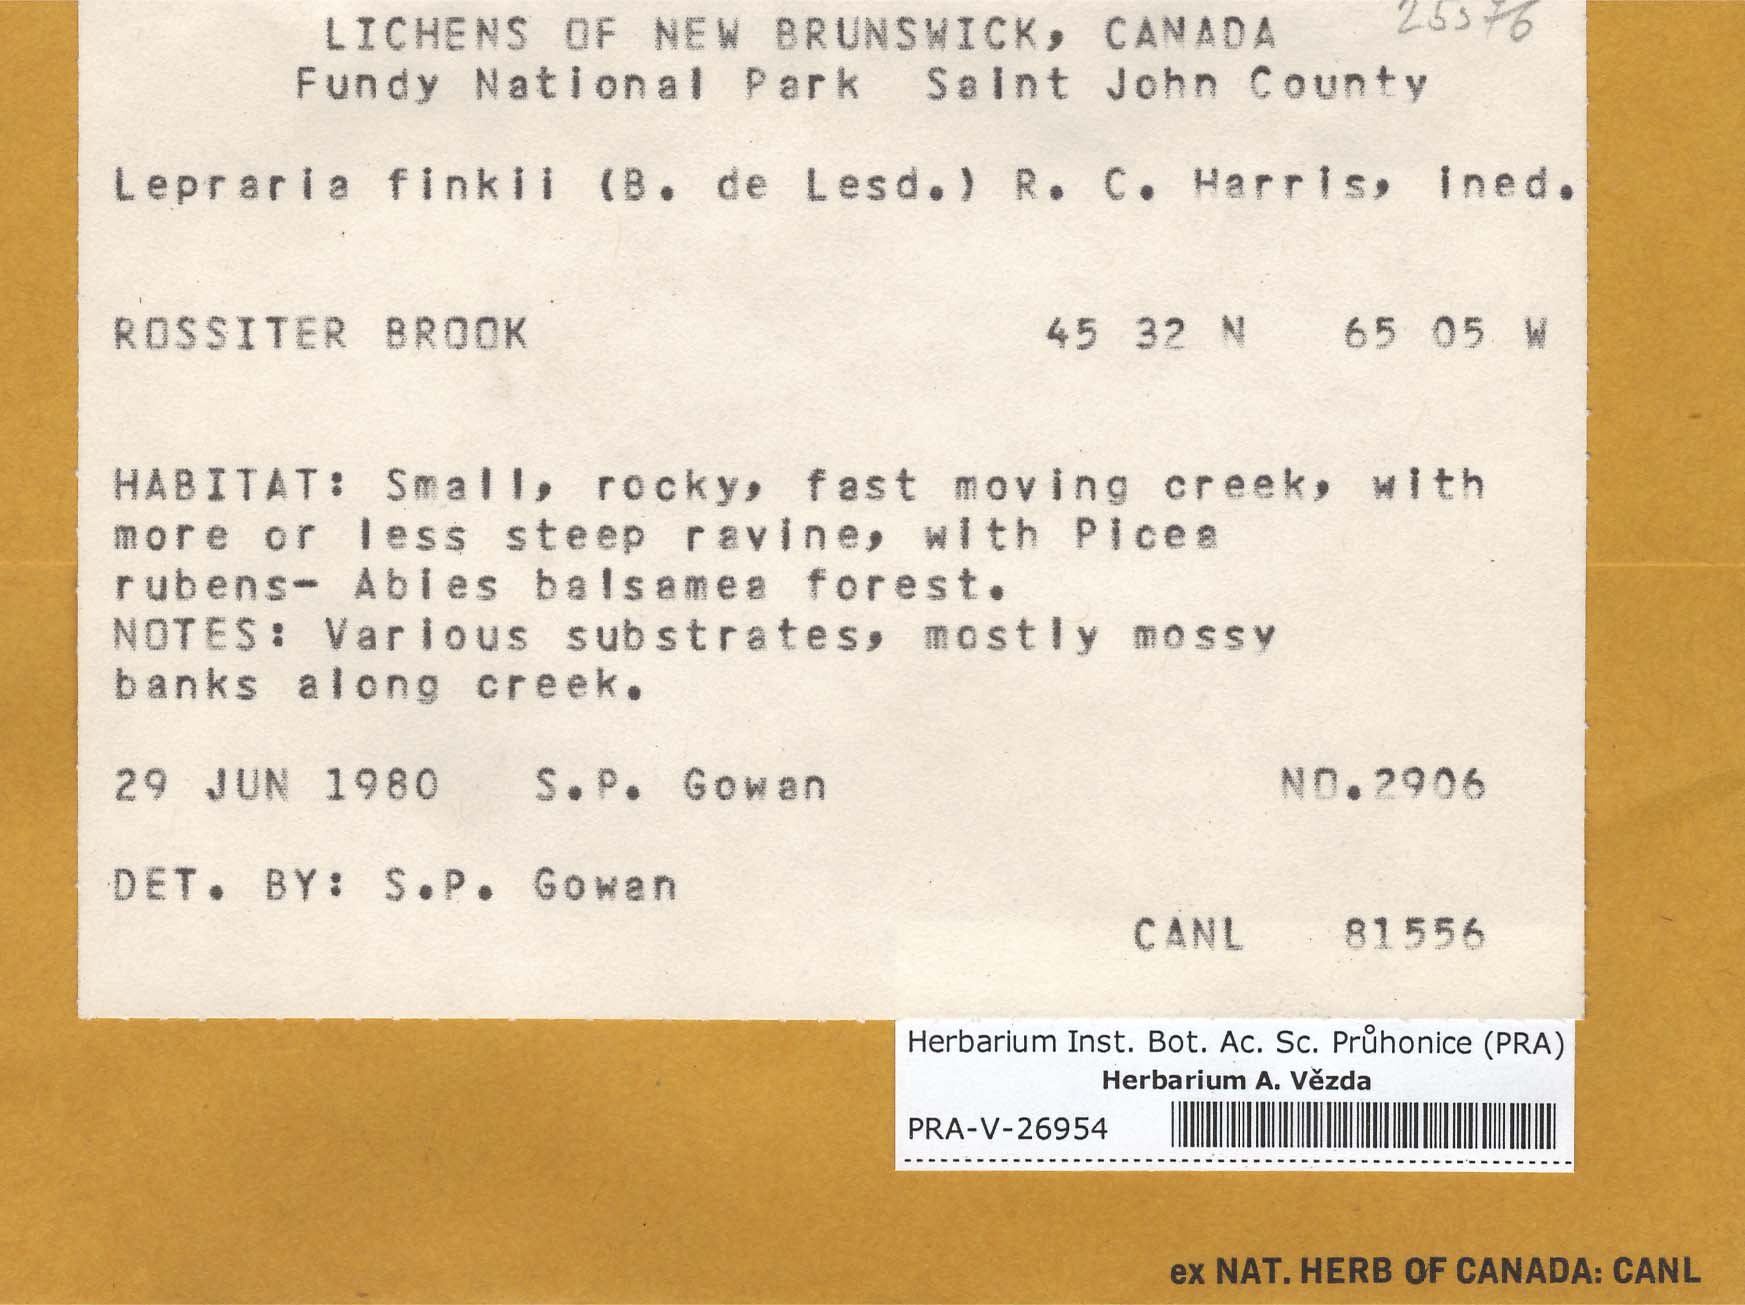 25376
LICHENS OF NEW BRUNSWICK, CANADA
Fundy National Park Saint John County
Lepraria finkii (B. de Lesd.) R. C. Harris, ined.
ROSSITER BROOK 45 32 N 65 05 W
HABITAT: Small, rocky, fast moving creek, with
more or less steep ravine, with Picea
rubens- Abies balsamea forest.
NOTES: Various substrates, mostly mossy
banks along creek.
29 JUN 1980 S.P. Gowan NO.2906
DET. BY: S.P. Gowan
CANL 81556
Herbarium Inst. Bot. Ac. Sc. Průhonice (PRA)
Herbarium A. Vězda
PRA-V-26954
ex NAT. HERB OF CANADA: CANL